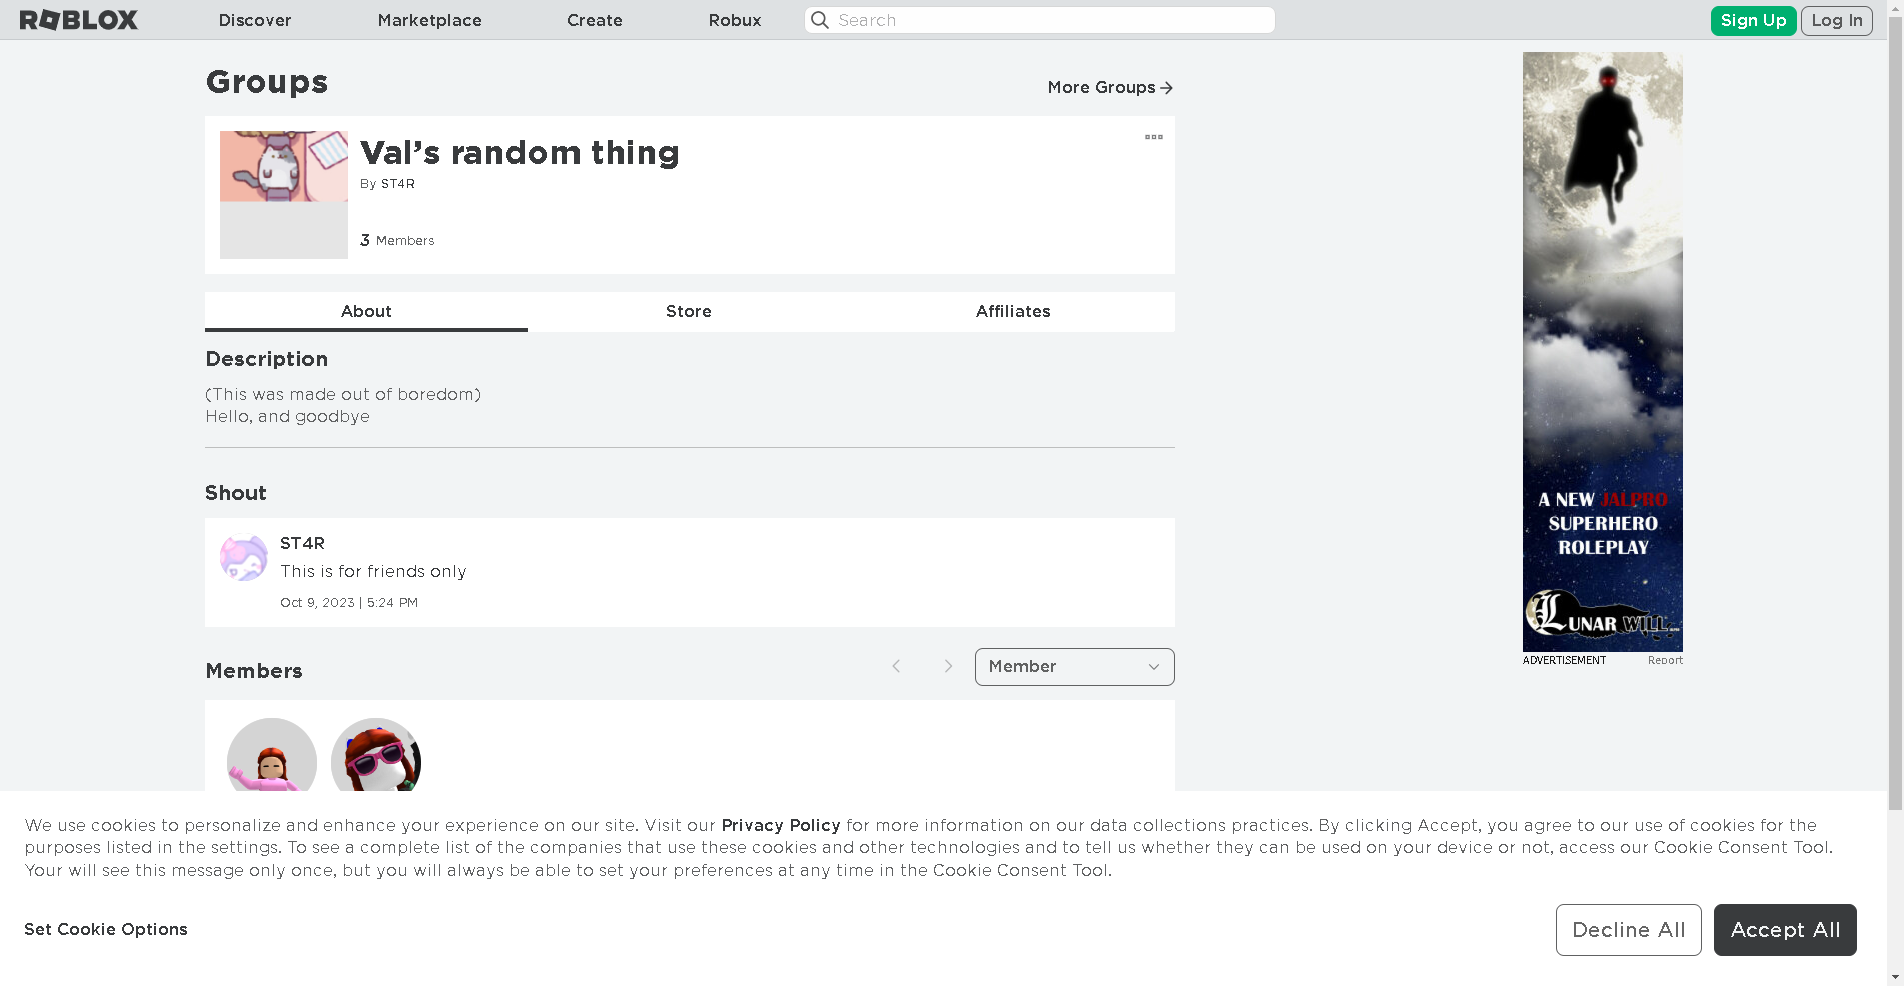 ROBLOX
Discover
Marketplace
Create
Robux
Search
Sign Up
Log In
Groups
More Groups
Val's random thing
By ST4R
3 Members
About
Store
Affiliates
Description
(This was made out of boredom)
Hello, and goodbye
Shout
ST4R
This is for friends only
Oct 9, 2023 | 5:24 PM
Members
Member
A NEW JAILPRO
SUPERHERO
ROLEPLAY
LUNAR WILL
ADVERTISEMENT
Report
We use cookies to personalize and enhance your experience on our site. Visit our Privacy Policy for more information on our data collections practices. By clicking Accept, you agree to our use of cookies for the
purposes listed in the settings. To see a complete list of the companies that use these cookies and other technologies and to tell us whether they can be used on your device or not, access our Cookie Consent Tool.
Your will see this message only once, but you will always be able to set your preferences at any time in the Cookie Consent Tool.
Set Cookie Options
Decline All
Accept All